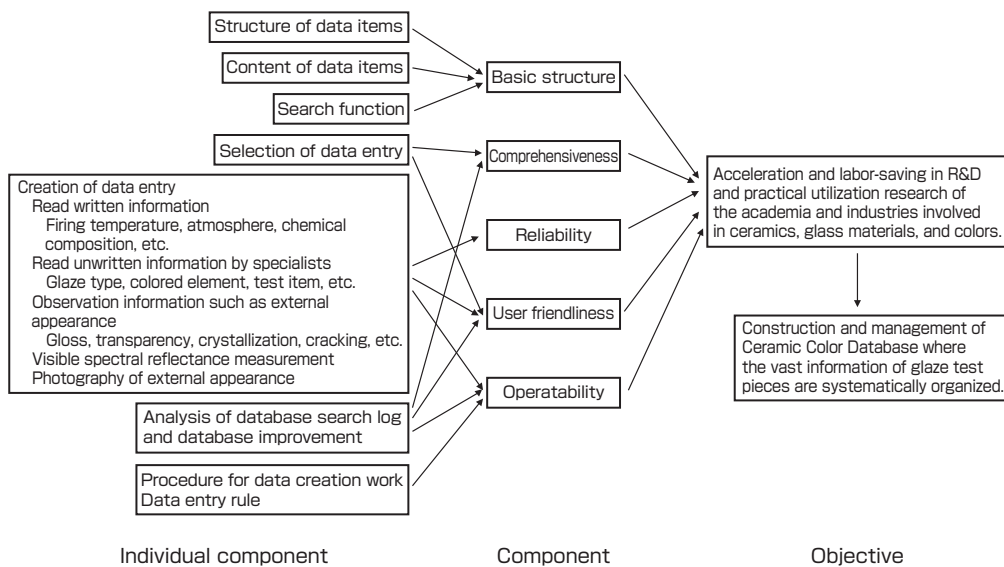 Structure of data items
Content of data items
Search function
Selection of data entry
Creation of data entry
Read written information
Firing temperature, atmosphere, chemical
composition, etc.
Read unwritten information by specialists
Glaze type, colored element, test item, etc.
Observation information such as external
appearance
Gloss, transparency, crystallization, cracking, etc.
Visible spectral reflectance measurement
Photography of external appearance
Analysis of database search log
and database improvement
Procedure for data creation work
Data entry rule
Individual component
Basic structure
Comprehensiveness
Reliability
User friendliness
Operatability
Component
Acceleration and labor-saving in R&D
and practical utilization research of
the academia and industries involved
in ceramics, glass materials, and colors.
Construction and management of
Ceramic Color Database where
the vast information of glaze test
pieces are systematically organized.
Objective